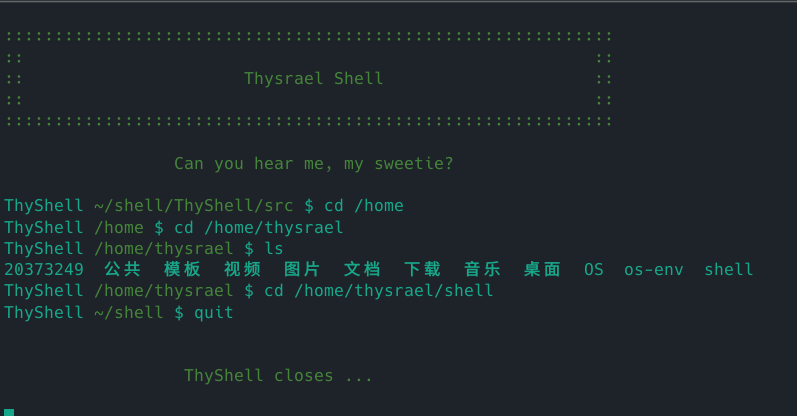 ::::::::::::::::::::::::::::::::::::::::::::::::::::::::::::::
:: ::
:: Thysrael Shell ::
:: ::
::::::::::::::::::::::::::::::::::::::::::::::::::::::::::::::
Can you hear me, my sweetie?
ThyShell ~/shell/ThyShell/src $ cd /home
ThyShell /home $ cd /home/thysrael
ThyShell /home/thysrael $ ls
20373249 公共 模板 视频 图片 文档 下载 音乐 桌面 OS os-env shell
ThyShell /home/thysrael $ cd /home/thysrael/shell
ThyShell ~/shell $ quit
ThyShell closes ...